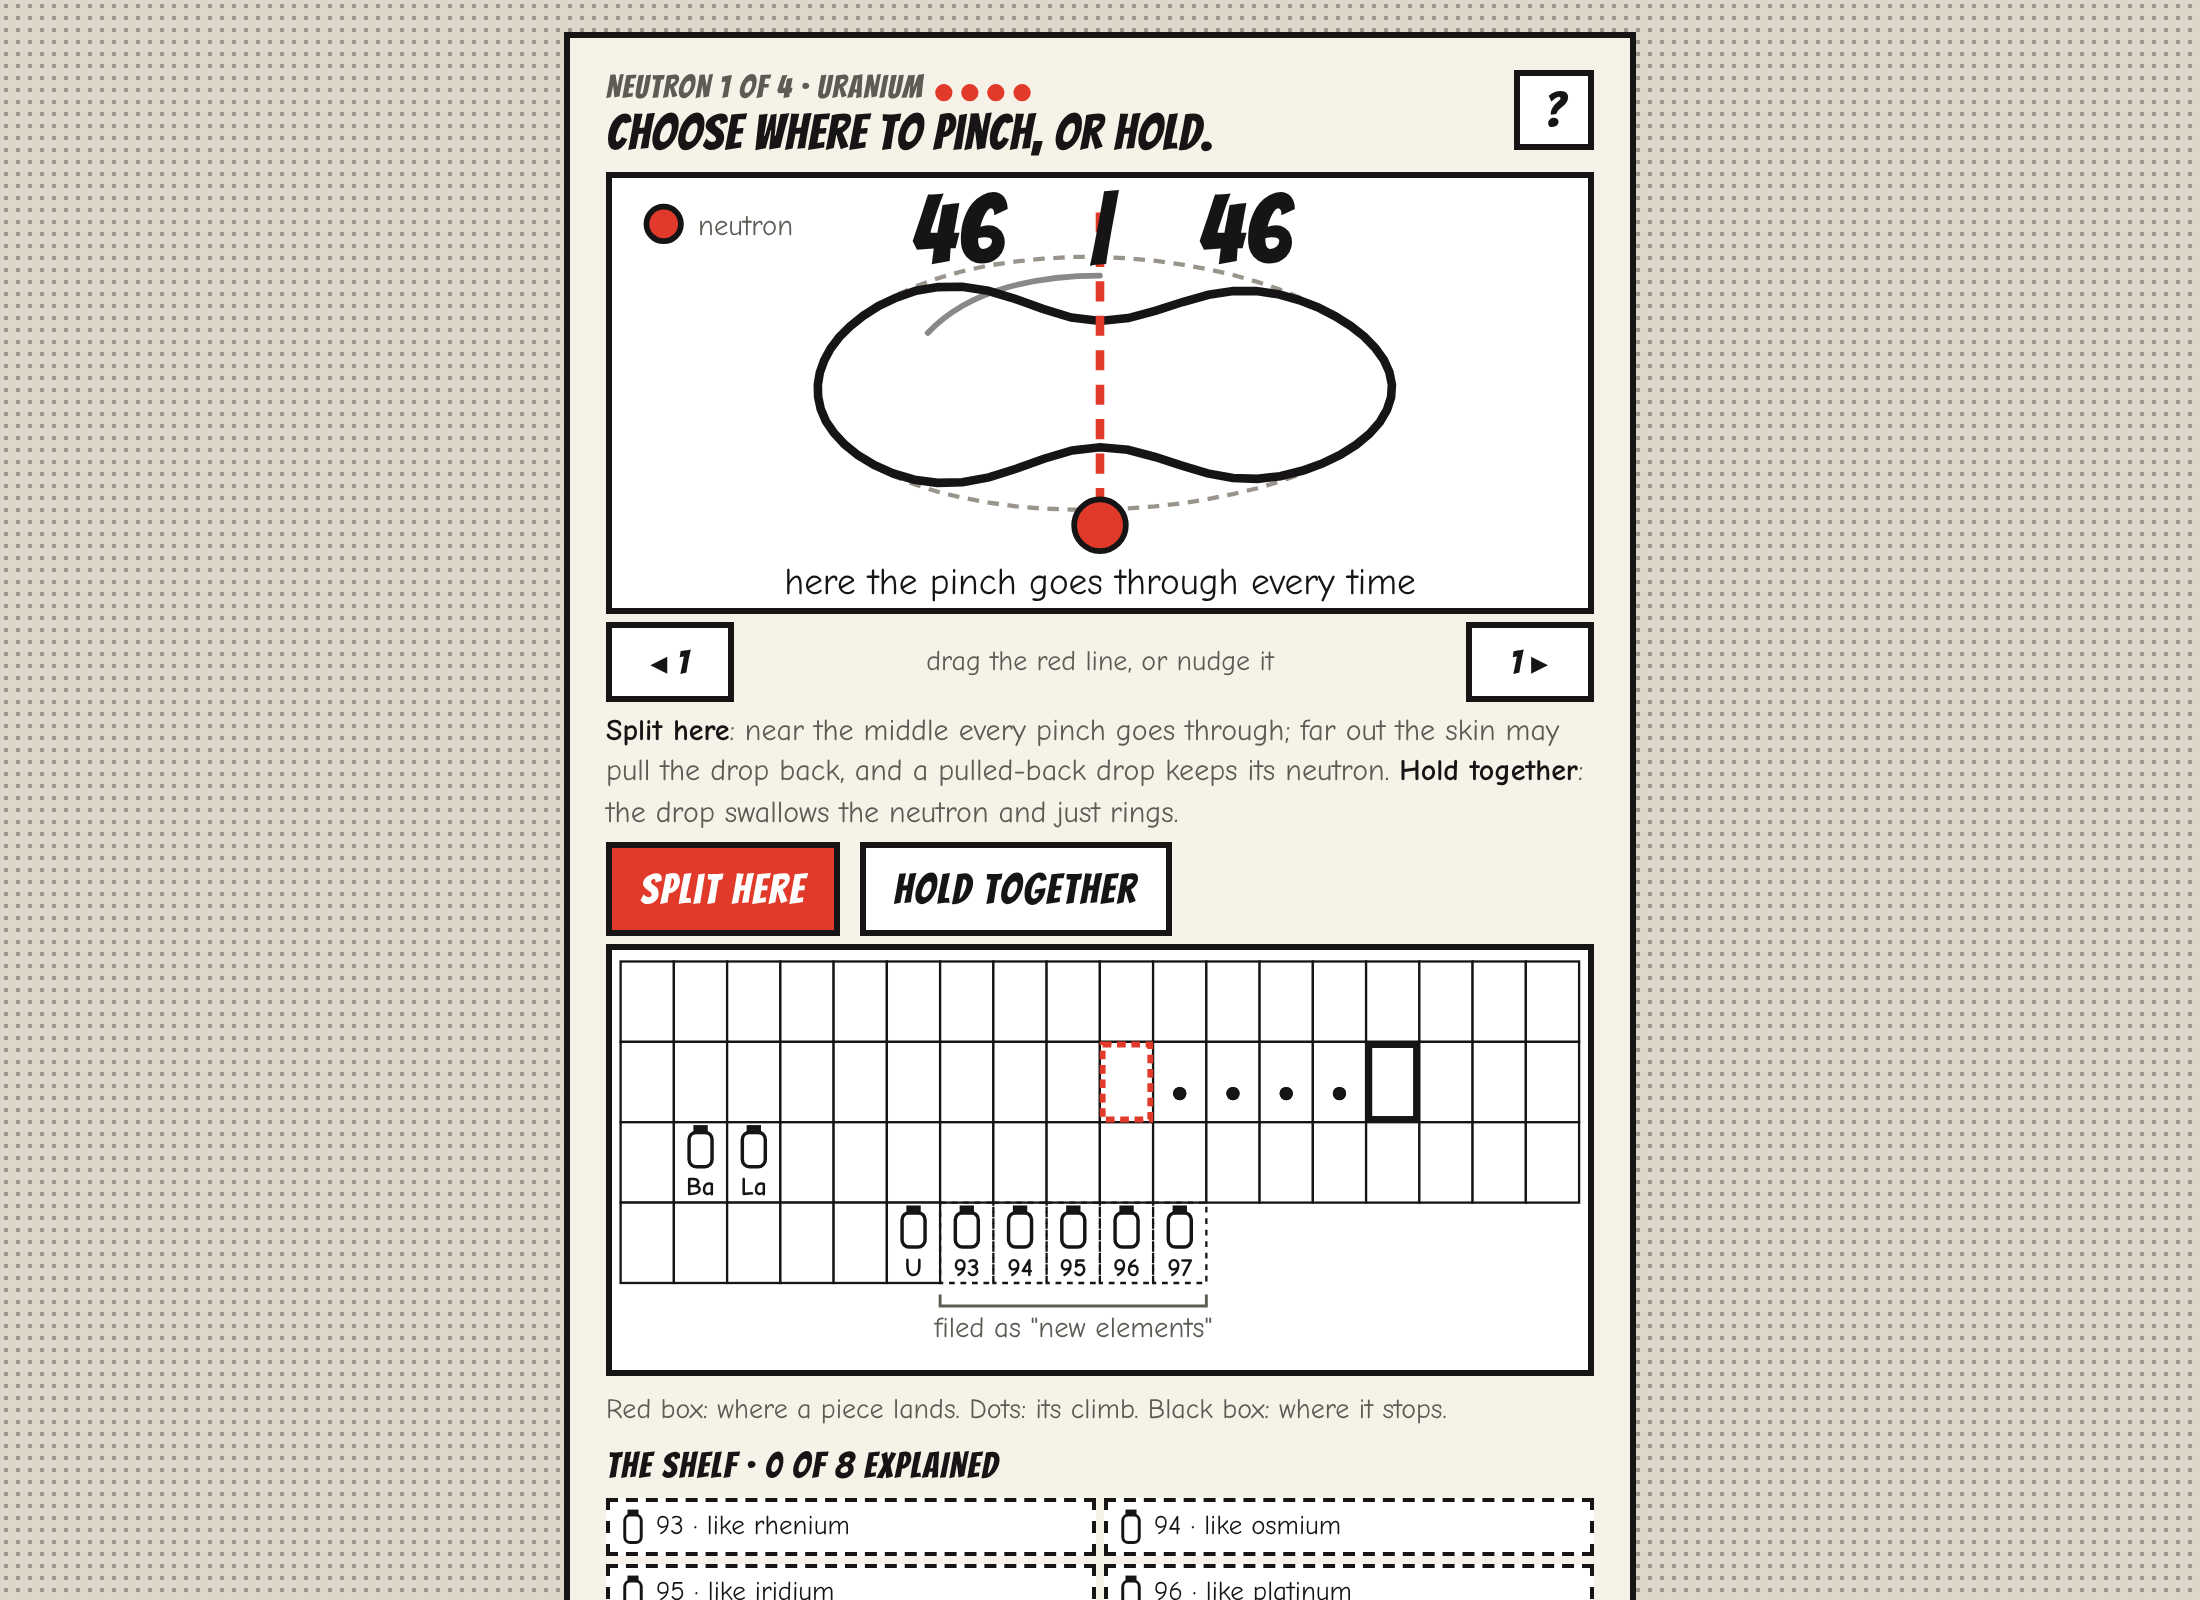 NEUTRON 1 OF 4 · URANIUM
CHOOSE WHERE TO PINCH, OR HOLD.
?
neutron
46 / 46
here the pinch goes through every time
◀ 1
drag the red line, or nudge it
1 ▶
Split here: near the middle every pinch goes through; far out the skin may
pull the drop back, and a pulled-back drop keeps its neutron. Hold together:
the drop swallows the neutron and just rings.
SPLIT HERE
HOLD TOGETHER
Ba La
U 93 94 95 96 97
filed as "new elements"
Red box: where a piece lands. Dots: its climb. Black box: where it stops.
THE SHELF · 0 OF 8 EXPLAINED
93 · like rhenium
94 · like osmium
95 · like iridium
96 · like platinum